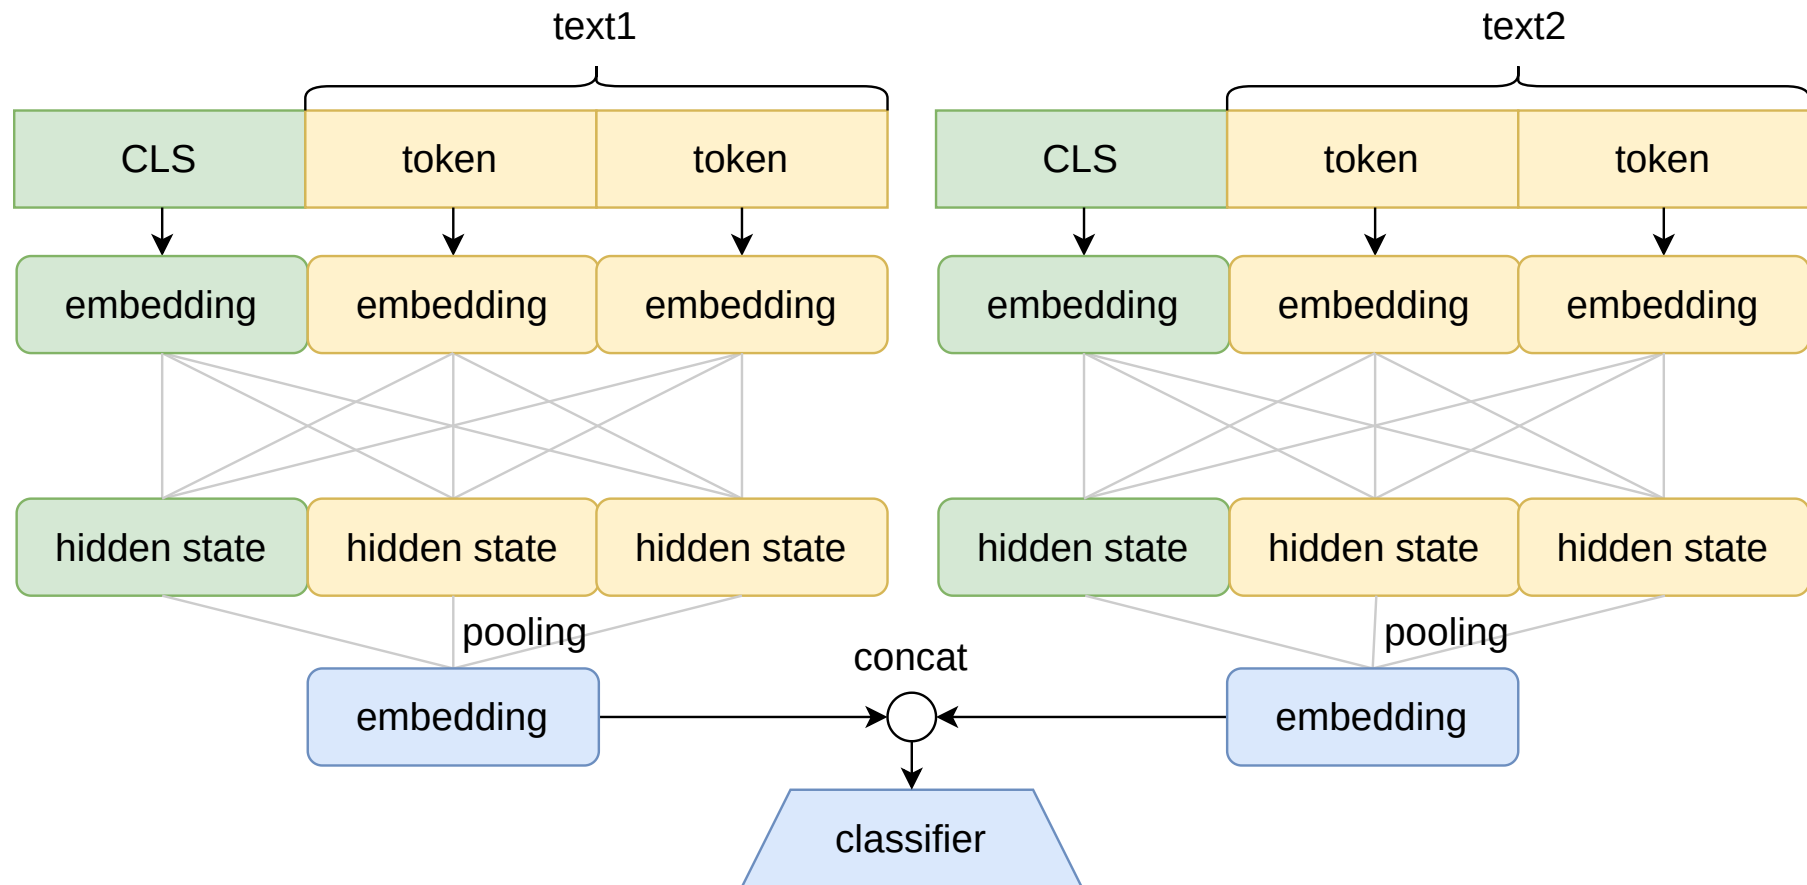 text1 text2
CLS token token CLS token token
embedding embedding embedding embedding embedding embedding
hidden state hidden state hidden state hidden state hidden state hidden state
pooling pooling
concat
embedding embedding
classifier